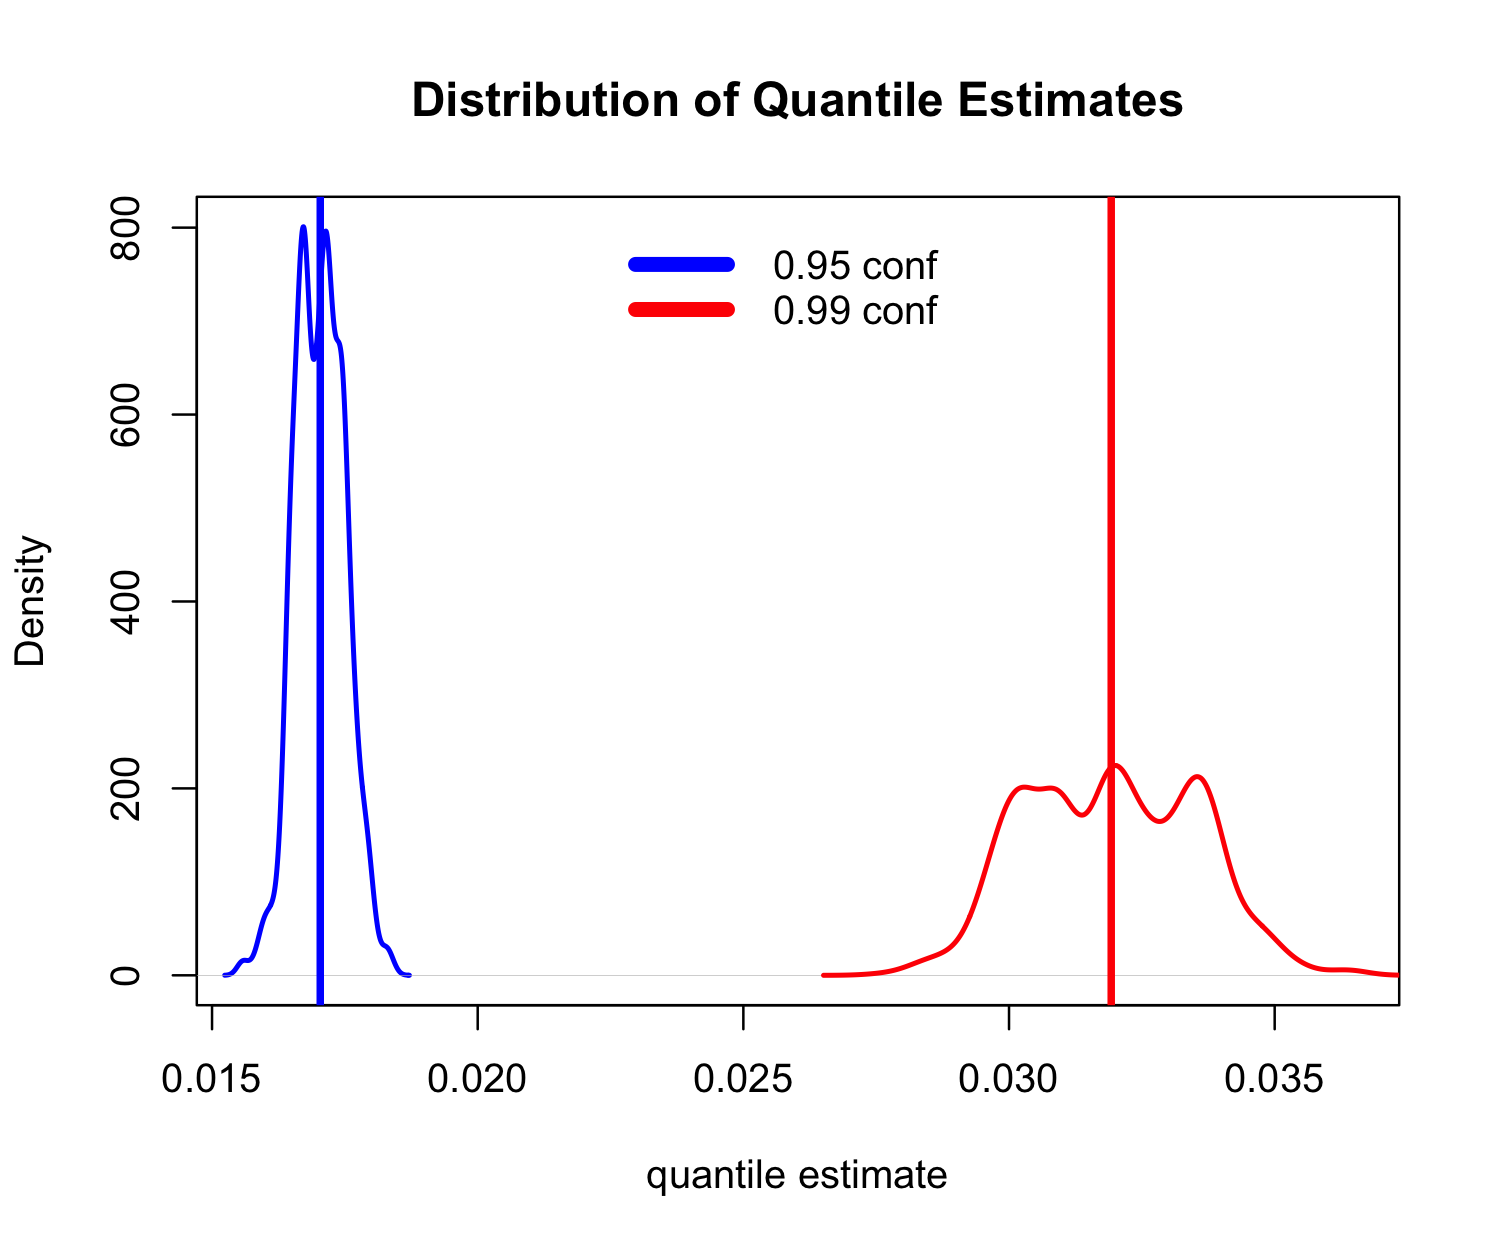 Distribution of Quantile Estimates
0.95 conf
0.99 conf
Density
800
600
400
200
0
0.015 0.020 0.025 0.030 0.035
quantile estimate